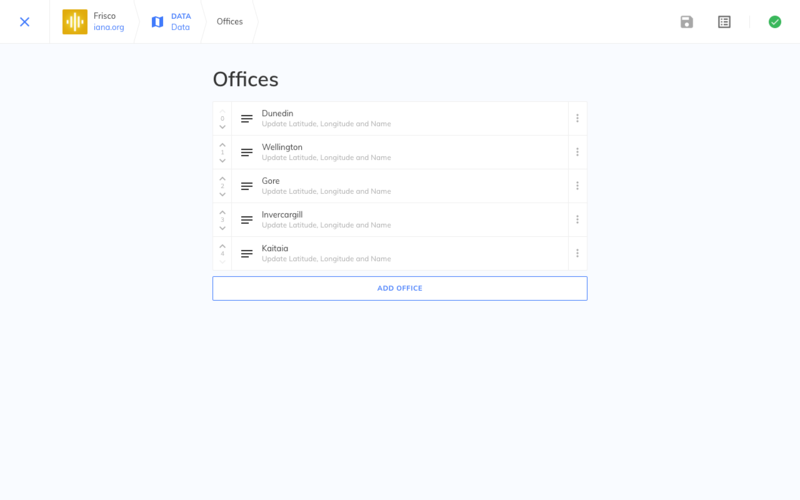 Frisco
iana.org
DATA
Data
Offices
Offices
0
Dunedin
Update Latitude, Longitude and Name
1
Wellington
Update Latitude, Longitude and Name
2
Gore
Update Latitude, Longitude and Name
3
Invercargill
Update Latitude, Longitude and Name
4
Kaitaia
Update Latitude, Longitude and Name
ADD OFFICE